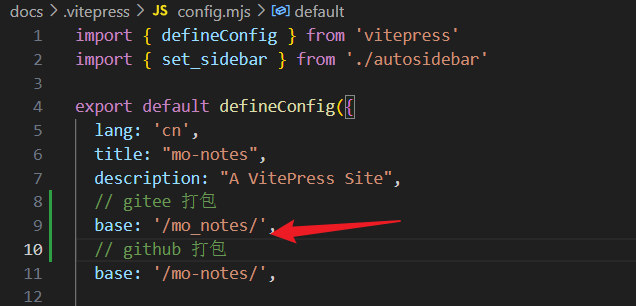 docs > .vitepress > JS config.mjs > default
1 import { defineConfig } from 'vitepress'
2 import { set_sidebar } from './autosidebar'
3
4 export default defineConfig({
5 lang: 'cn',
6 title: "mo-notes",
7 description: "A VitePress Site",
8 // gitee 打包
9 base: '/mo_notes/',
10 // github 打包
11 base: '/mo-notes/',
12